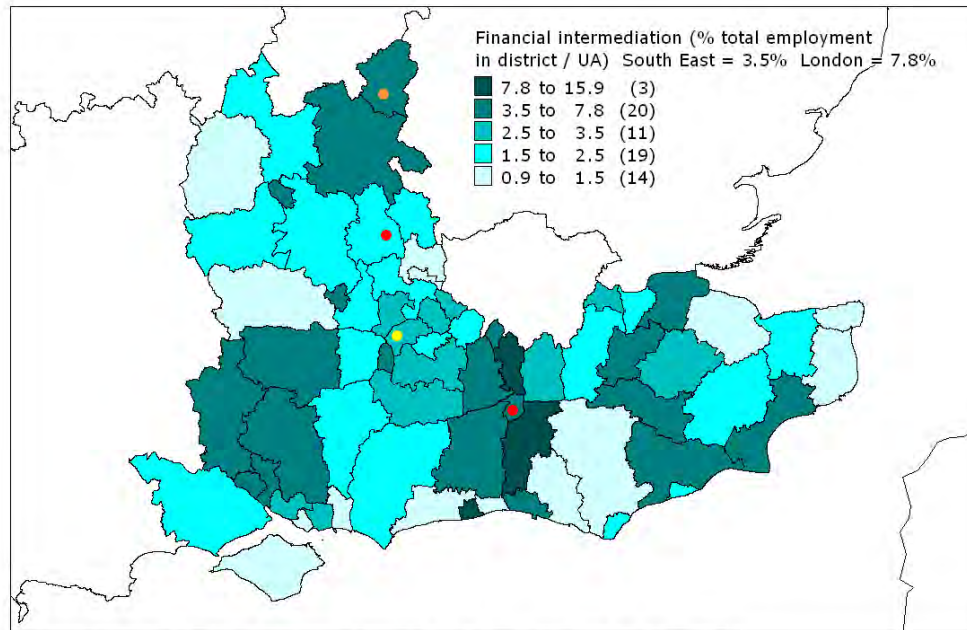 Financial intermediation (% total employment
in district / UA) South East = 3.5% London = 7.8%
7.8 to 15.9 (3)
3.5 to 7.8 (20)
2.5 to 3.5 (11)
1.5 to 2.5 (19)
0.9 to 1.5 (14)